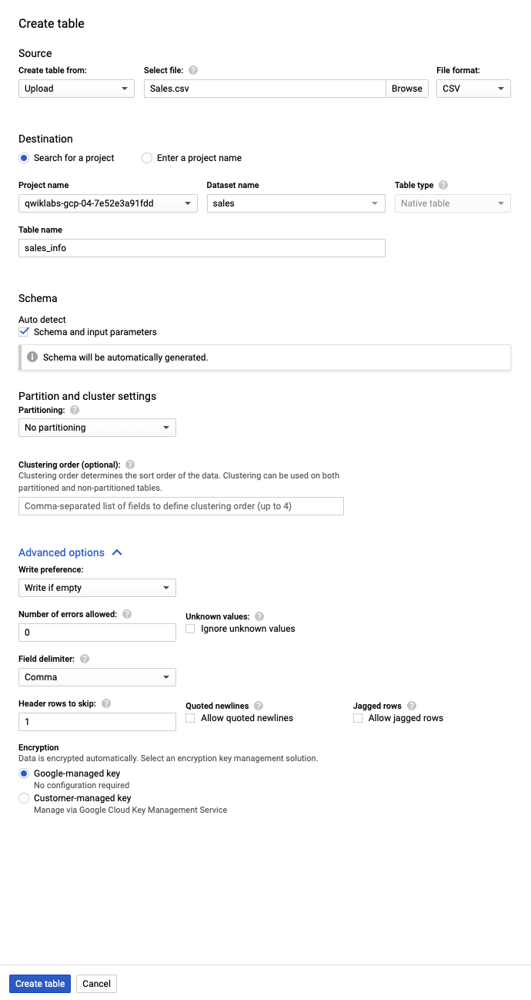 Create table
Source
Create table from: Select file: File format:
Upload Sales.csv Browse CSV
Destination
Search for a project Enter a project name
Project name Dataset name Table type
qwiklabs-gcp-04-7e52e3a91fdd sales Native table
Table name
sales_info
Schema
Auto detect
Schema and input parameters
Schema will be automatically generated.
Partition and cluster settings
Partitioning:
No partitioning
Clustering order (optional):
Clustering order determines the sort order of the data. Clustering can be used on both
partitioned and non-partitioned tables.
Comma-separated list of fields to define clustering order (up to 4)
Advanced options
Write preference:
Write if empty
Number of errors allowed: Unknown values:
0 Ignore unknown values
Field delimiter:
Comma
Header rows to skip: Quoted newlines Jagged rows
1 Allow quoted newlines Allow jagged rows
Encryption
Data is encrypted automatically. Select an encryption key management solution.
Google-managed key
No configuration required
Customer-managed key
Manage via Google Cloud Key Management Service
Create table Cancel